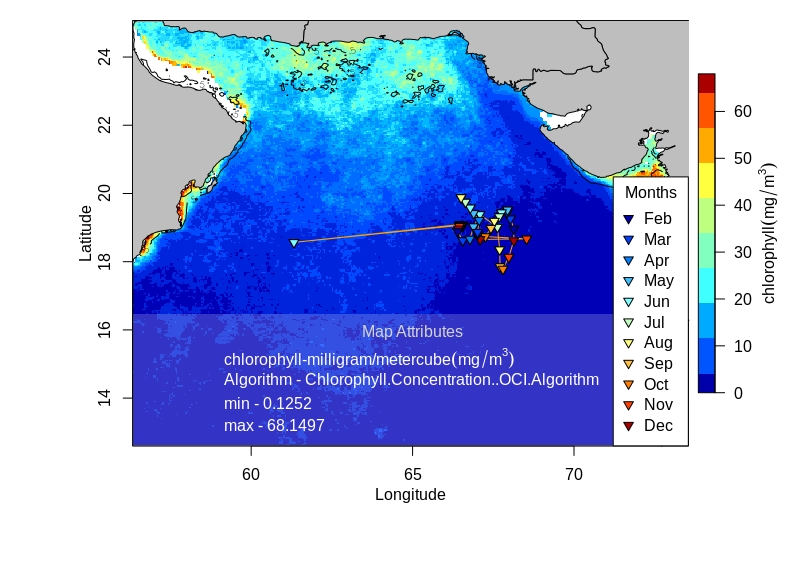 24
22
20
18
16
14
Latitude
60
65
70
Longitude
Map Attributes
chlorophyll-milligram/metercube(mg/m³)
Algorithm - Chlorophyll.Concentration..OCI.Algorithm
min - 0.1252
max - 68.1497
Months
Feb
Mar
Apr
May
Jun
Jul
Aug
Sep
Oct
Nov
Dec
60
50
40
30
20
10
0
chlorophyll(mg/m³)